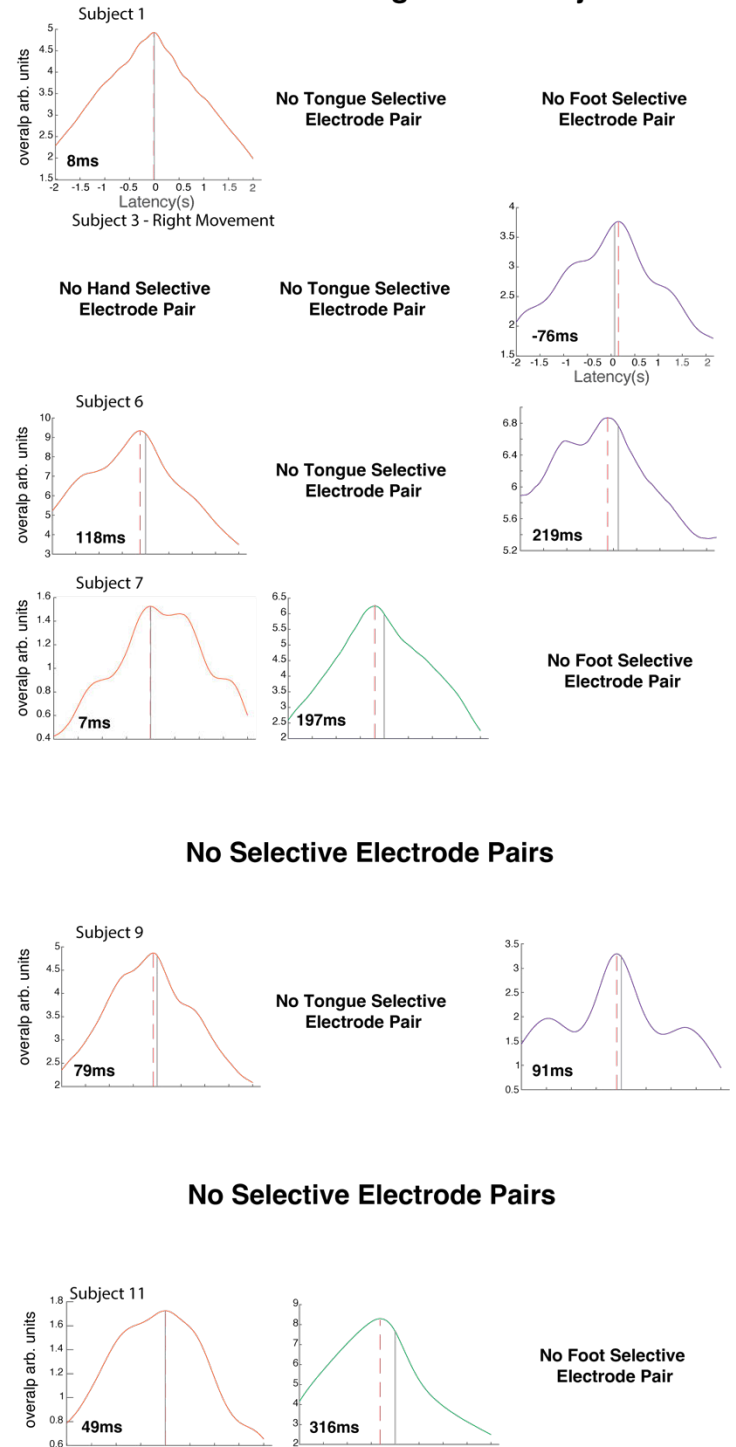 Subject 1
5
4.5
4
3.5
3
2.5
2
1.5
overalp arb. units
8ms
-2 -1.5 -1 -0.5 0 0.5 1 1.5 2
Latency(s)
No Tongue Selective
Electrode Pair
No Foot Selective
Electrode Pair
Subject 3 - Right Movement
No Hand Selective
Electrode Pair
No Tongue Selective
Electrode Pair
4
3.5
3
2.5
2
1.5
-76ms
-2 -1.5 -1 -0.5 0 0.5 1 1.5 2
Latency(s)
Subject 6
10
9
8
7
6
5
4
3
overalp arb. units
118ms
No Tongue Selective
Electrode Pair
6.8
6.4
6
5.6
5.2
219ms
Subject 7
1.6
1.4
1.2
1
0.8
0.6
0.4
overalp arb. units
7ms
6.5
6
5.5
5
4.5
4
3.5
3
2.5
2
197ms
No Foot Selective
Electrode Pair
No Selective Electrode Pairs
Subject 9
5
4.5
4
3.5
3
2.5
2
overalp arb. units
79ms
No Tongue Selective
Electrode Pair
3.5
3
2.5
2
1.5
1
0.5
91ms
No Selective Electrode Pairs
Subject 11
1.8
1.6
1.4
1.2
1
0.8
0.6
overalp arb. units
49ms
9
8
7
6
5
4
3
2
316ms
No Foot Selective
Electrode Pair